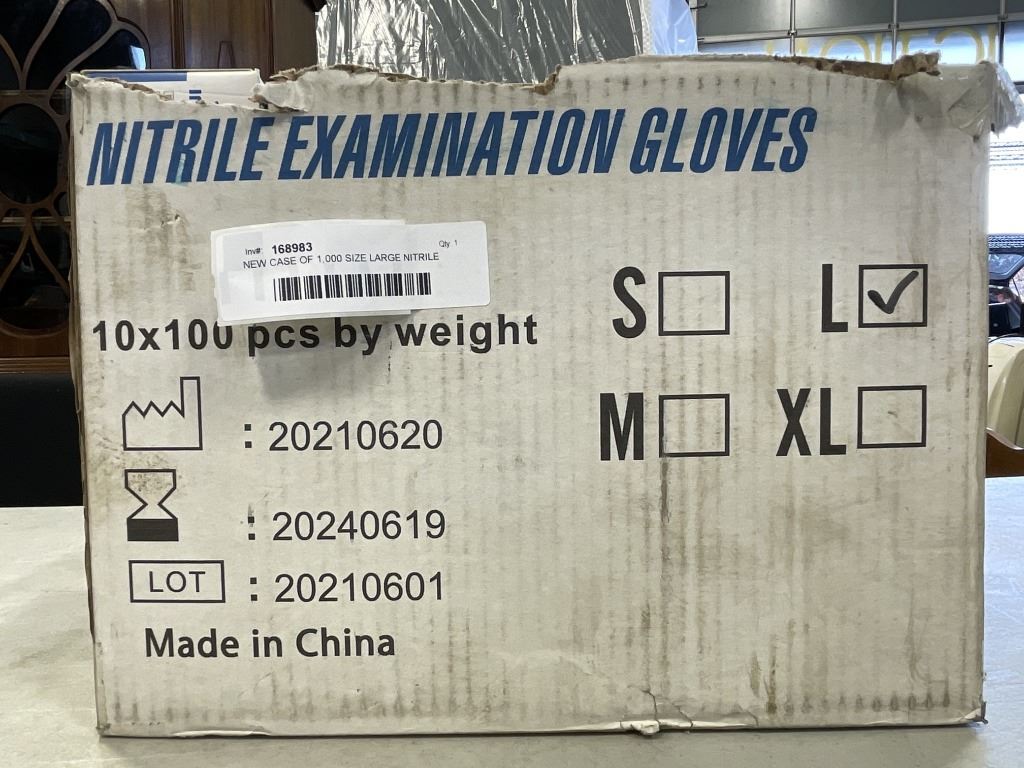 NITRILE EXAMINATION GLOVES
Inv#: 168983 Qty. 1
NEW CASE OF 1,000 SIZE LARGE NITRILE
10x100 pcs by weight
S L
M XL
: 20210620
: 20240619
LOT : 20210601
Made in China